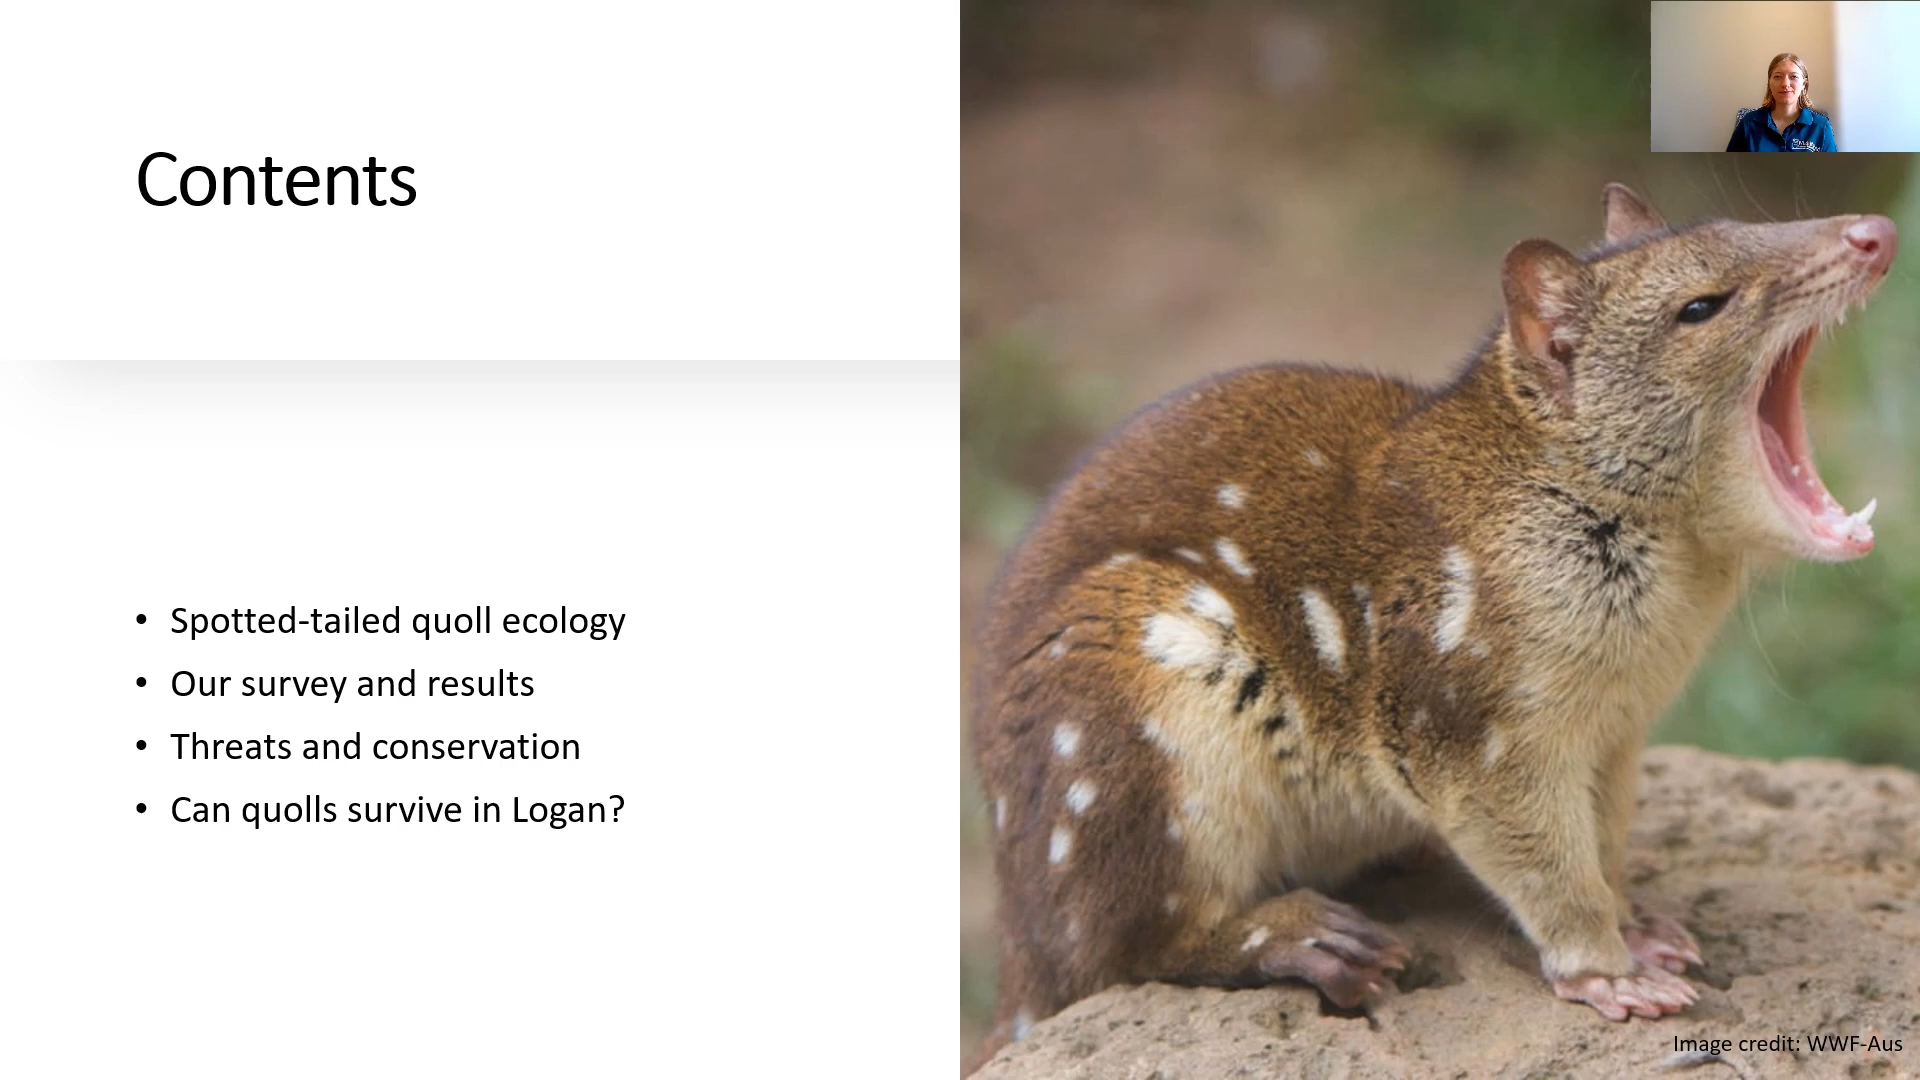 Contents
• Spotted-tailed quoll ecology
• Our survey and results
• Threats and conservation
• Can quolls survive in Logan?
Image credit: WWF-Aus